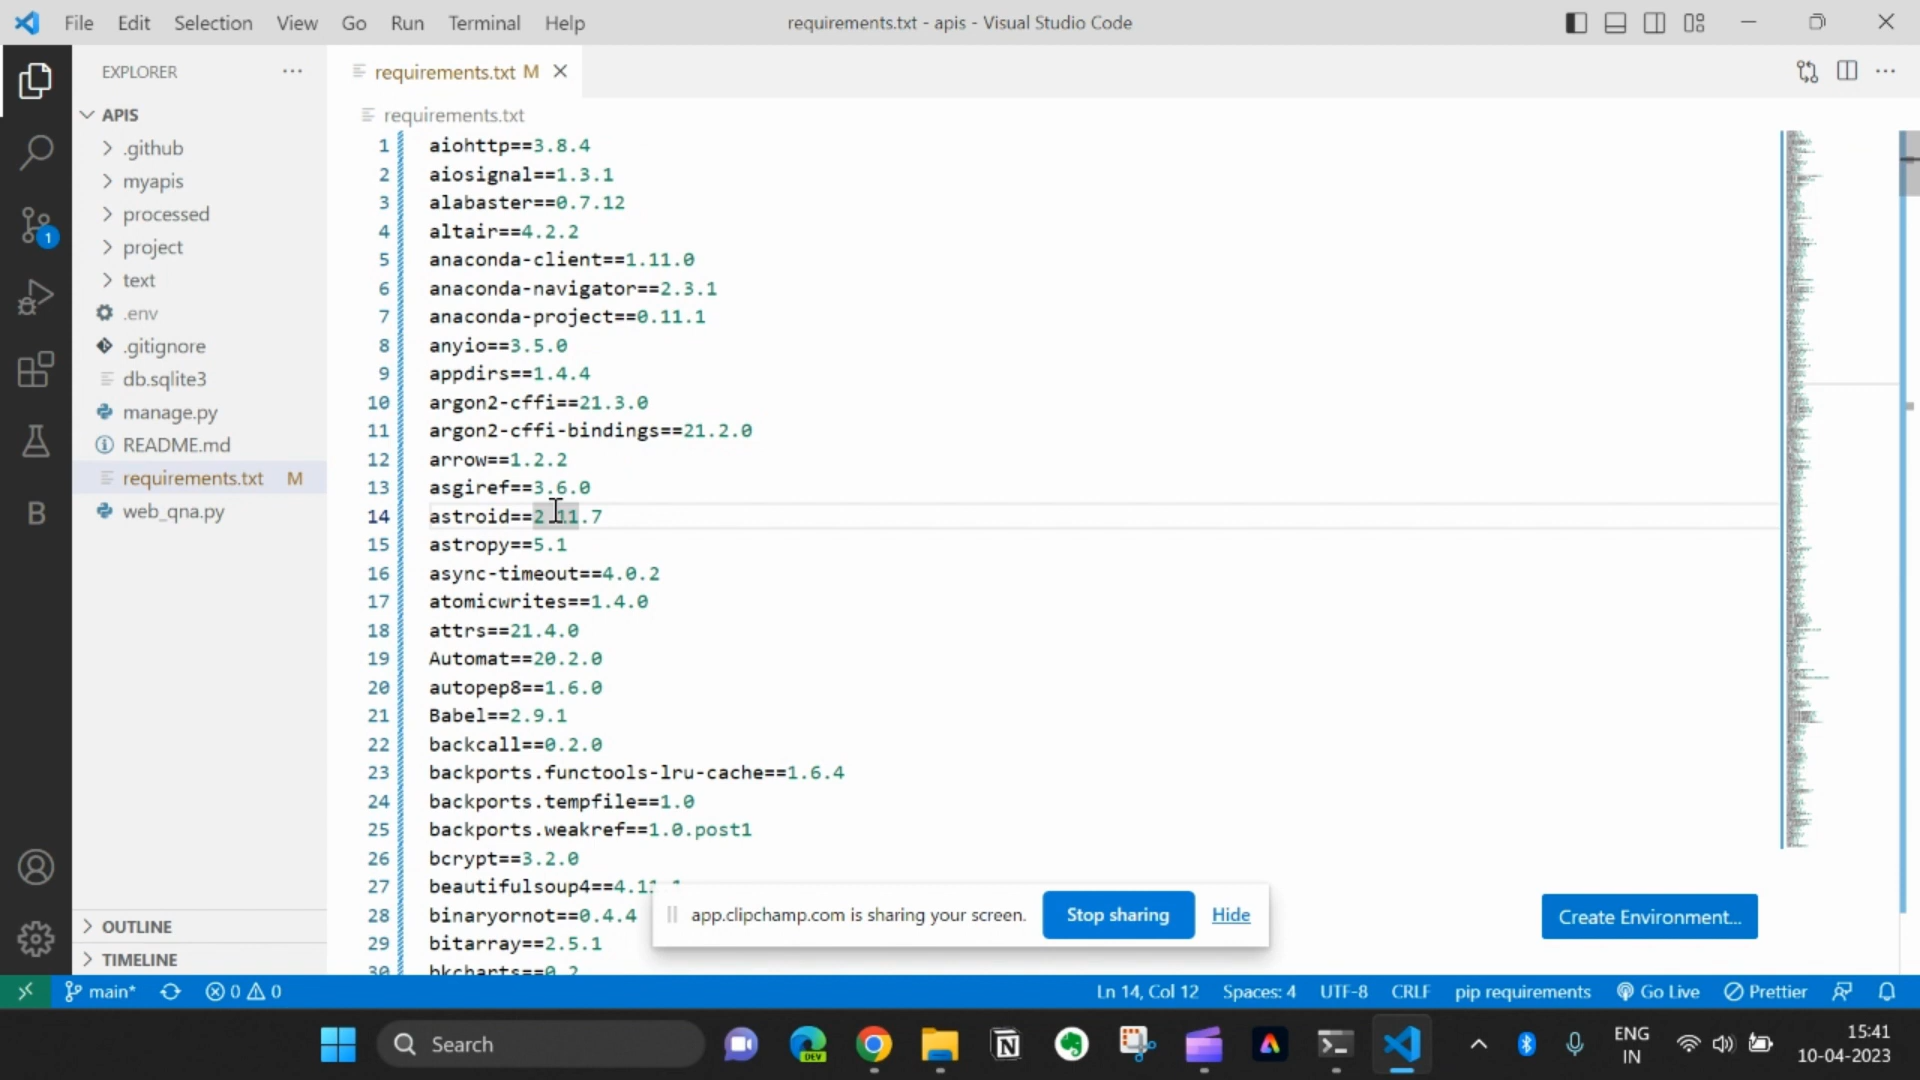 File Edit Selection View Go Run Terminal Help
requirements.txt - apis - Visual Studio Code
EXPLORER
requirements.txt M
APIS
requirements.txt
.github
myapis
processed
project
text
.env
.gitignore
db.sqlite3
manage.py
README.md
requirements.txt M
web_qna.py
OUTLINE
TIMELINE
1
B
1 aiohttp==3.8.4
2 aiosignal==1.3.1
3 alabaster==0.7.12
4 altair==4.2.2
5 anaconda-client==1.11.0
6 anaconda-navigator==2.3.1
7 anaconda-project==0.11.1
8 anyio==3.5.0
9 appdirs==1.4.4
10 argon2-cffi==21.3.0
11 argon2-cffi-bindings==21.2.0
12 arrow==1.2.2
13 asgiref==3.6.0
14 astroid==2.11.7
15 astropy==5.1
16 async-timeout==4.0.2
17 atomicwrites==1.4.0
18 attrs==21.4.0
19 Automat==20.2.0
20 autopep8==1.6.0
21 Babel==2.9.1
22 backcall==0.2.0
23 backports.functools-lru-cache==1.6.4
24 backports.tempfile==1.0
25 backports.weakref==1.0.post1
26 bcrypt==3.2.0
27 beautifulsoup4==4.11.1
28 binaryornot==0.4.4
29 bitarray==2.5.1
30 bkcharts==0.2
app.clipchamp.com is sharing your screen. Stop sharing Hide
Create Environment...
main* 0 0 Ln 14, Col 12 Spaces: 4 UTF-8 CRLF pip requirements Go Live Prettier
Search
DEV
ENG
IN
15:41
10-04-2023